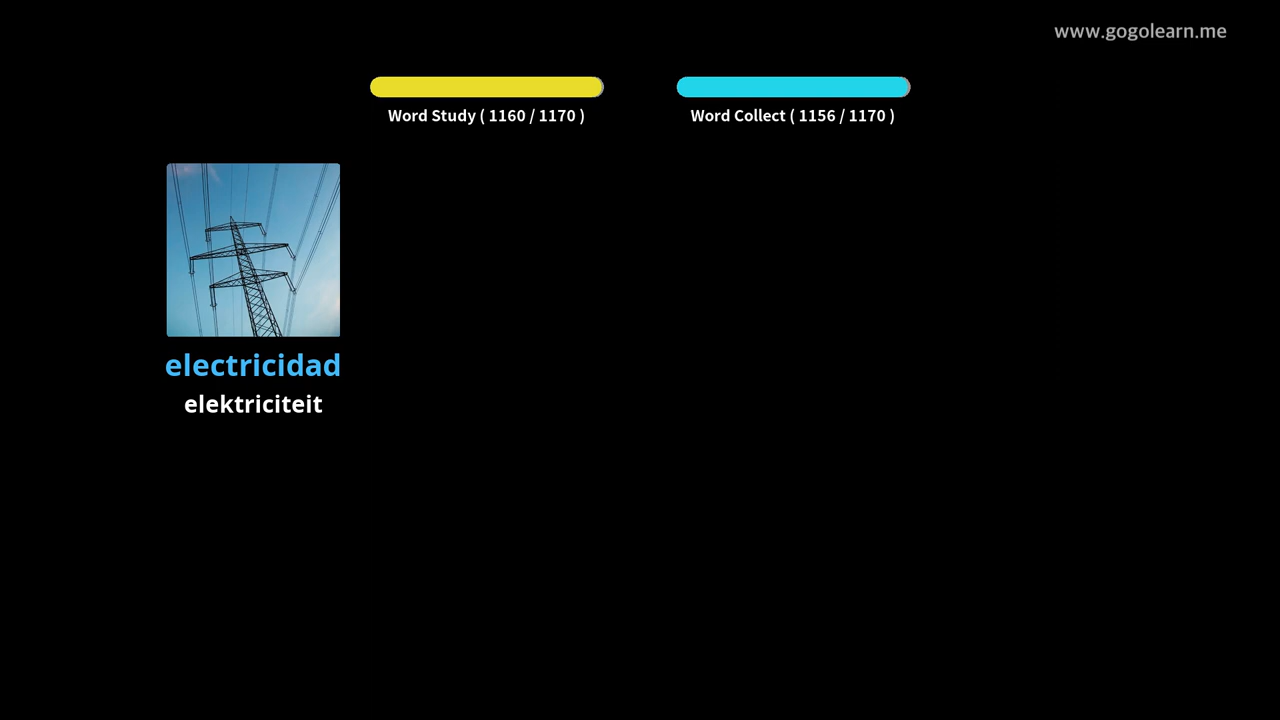 www.gogolearn.me
Word Study ( 1160 / 1170 )
Word Collect ( 1156 / 1170 )
electricidad
elektriciteit